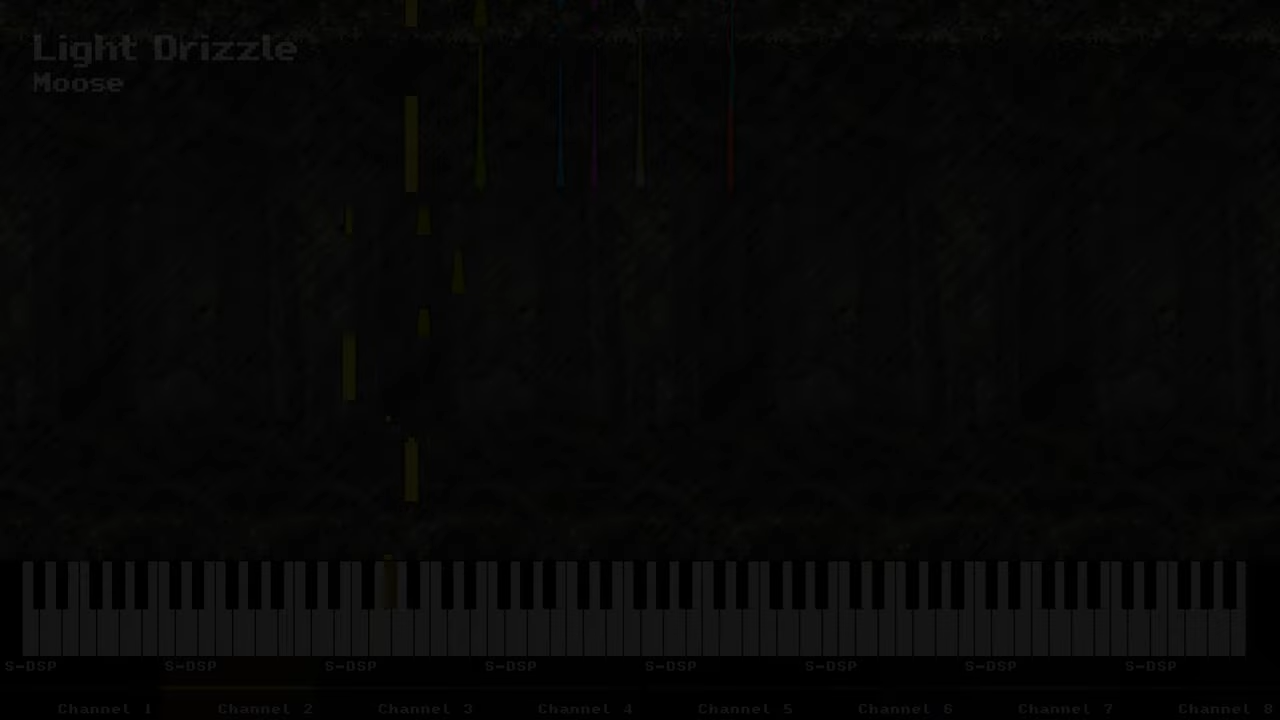 Light Drizzle
Moose
S-DSP S-DSP S-DSP S-DSP S-DSP S-DSP S-DSP S-DSP
Channel 1 Channel 2 Channel 3 Channel 4 Channel 5 Channel 6 Channel 7 Channel 8